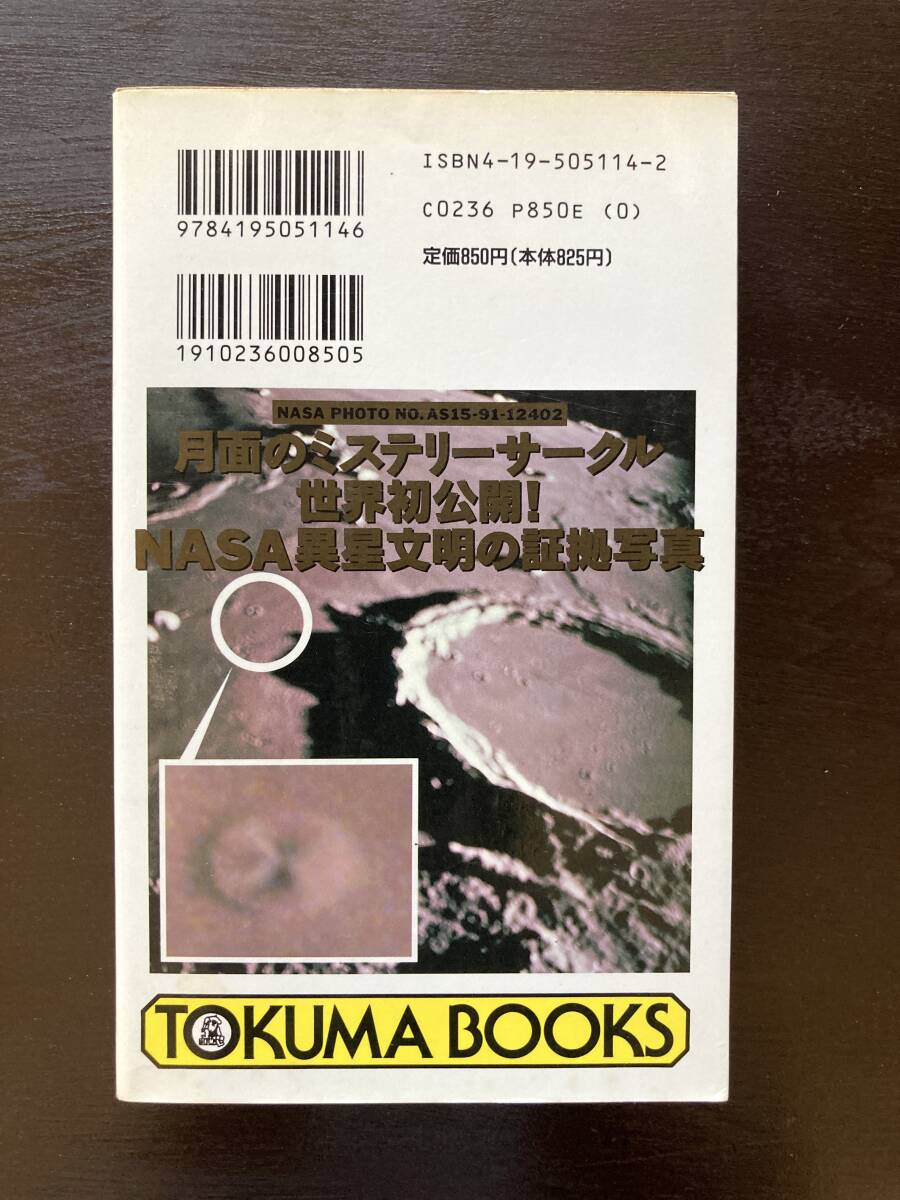 ISBN4-19-505114-2
C0236 P850E (0)
定価850円(本体825円)
9784195051146
1910236008505
NASA PHOTO NO. AS15-91-12402
月面のミステリーサークル
世界初公開!
NASA異星文明の証拠写真
TOKUMA BOOKS